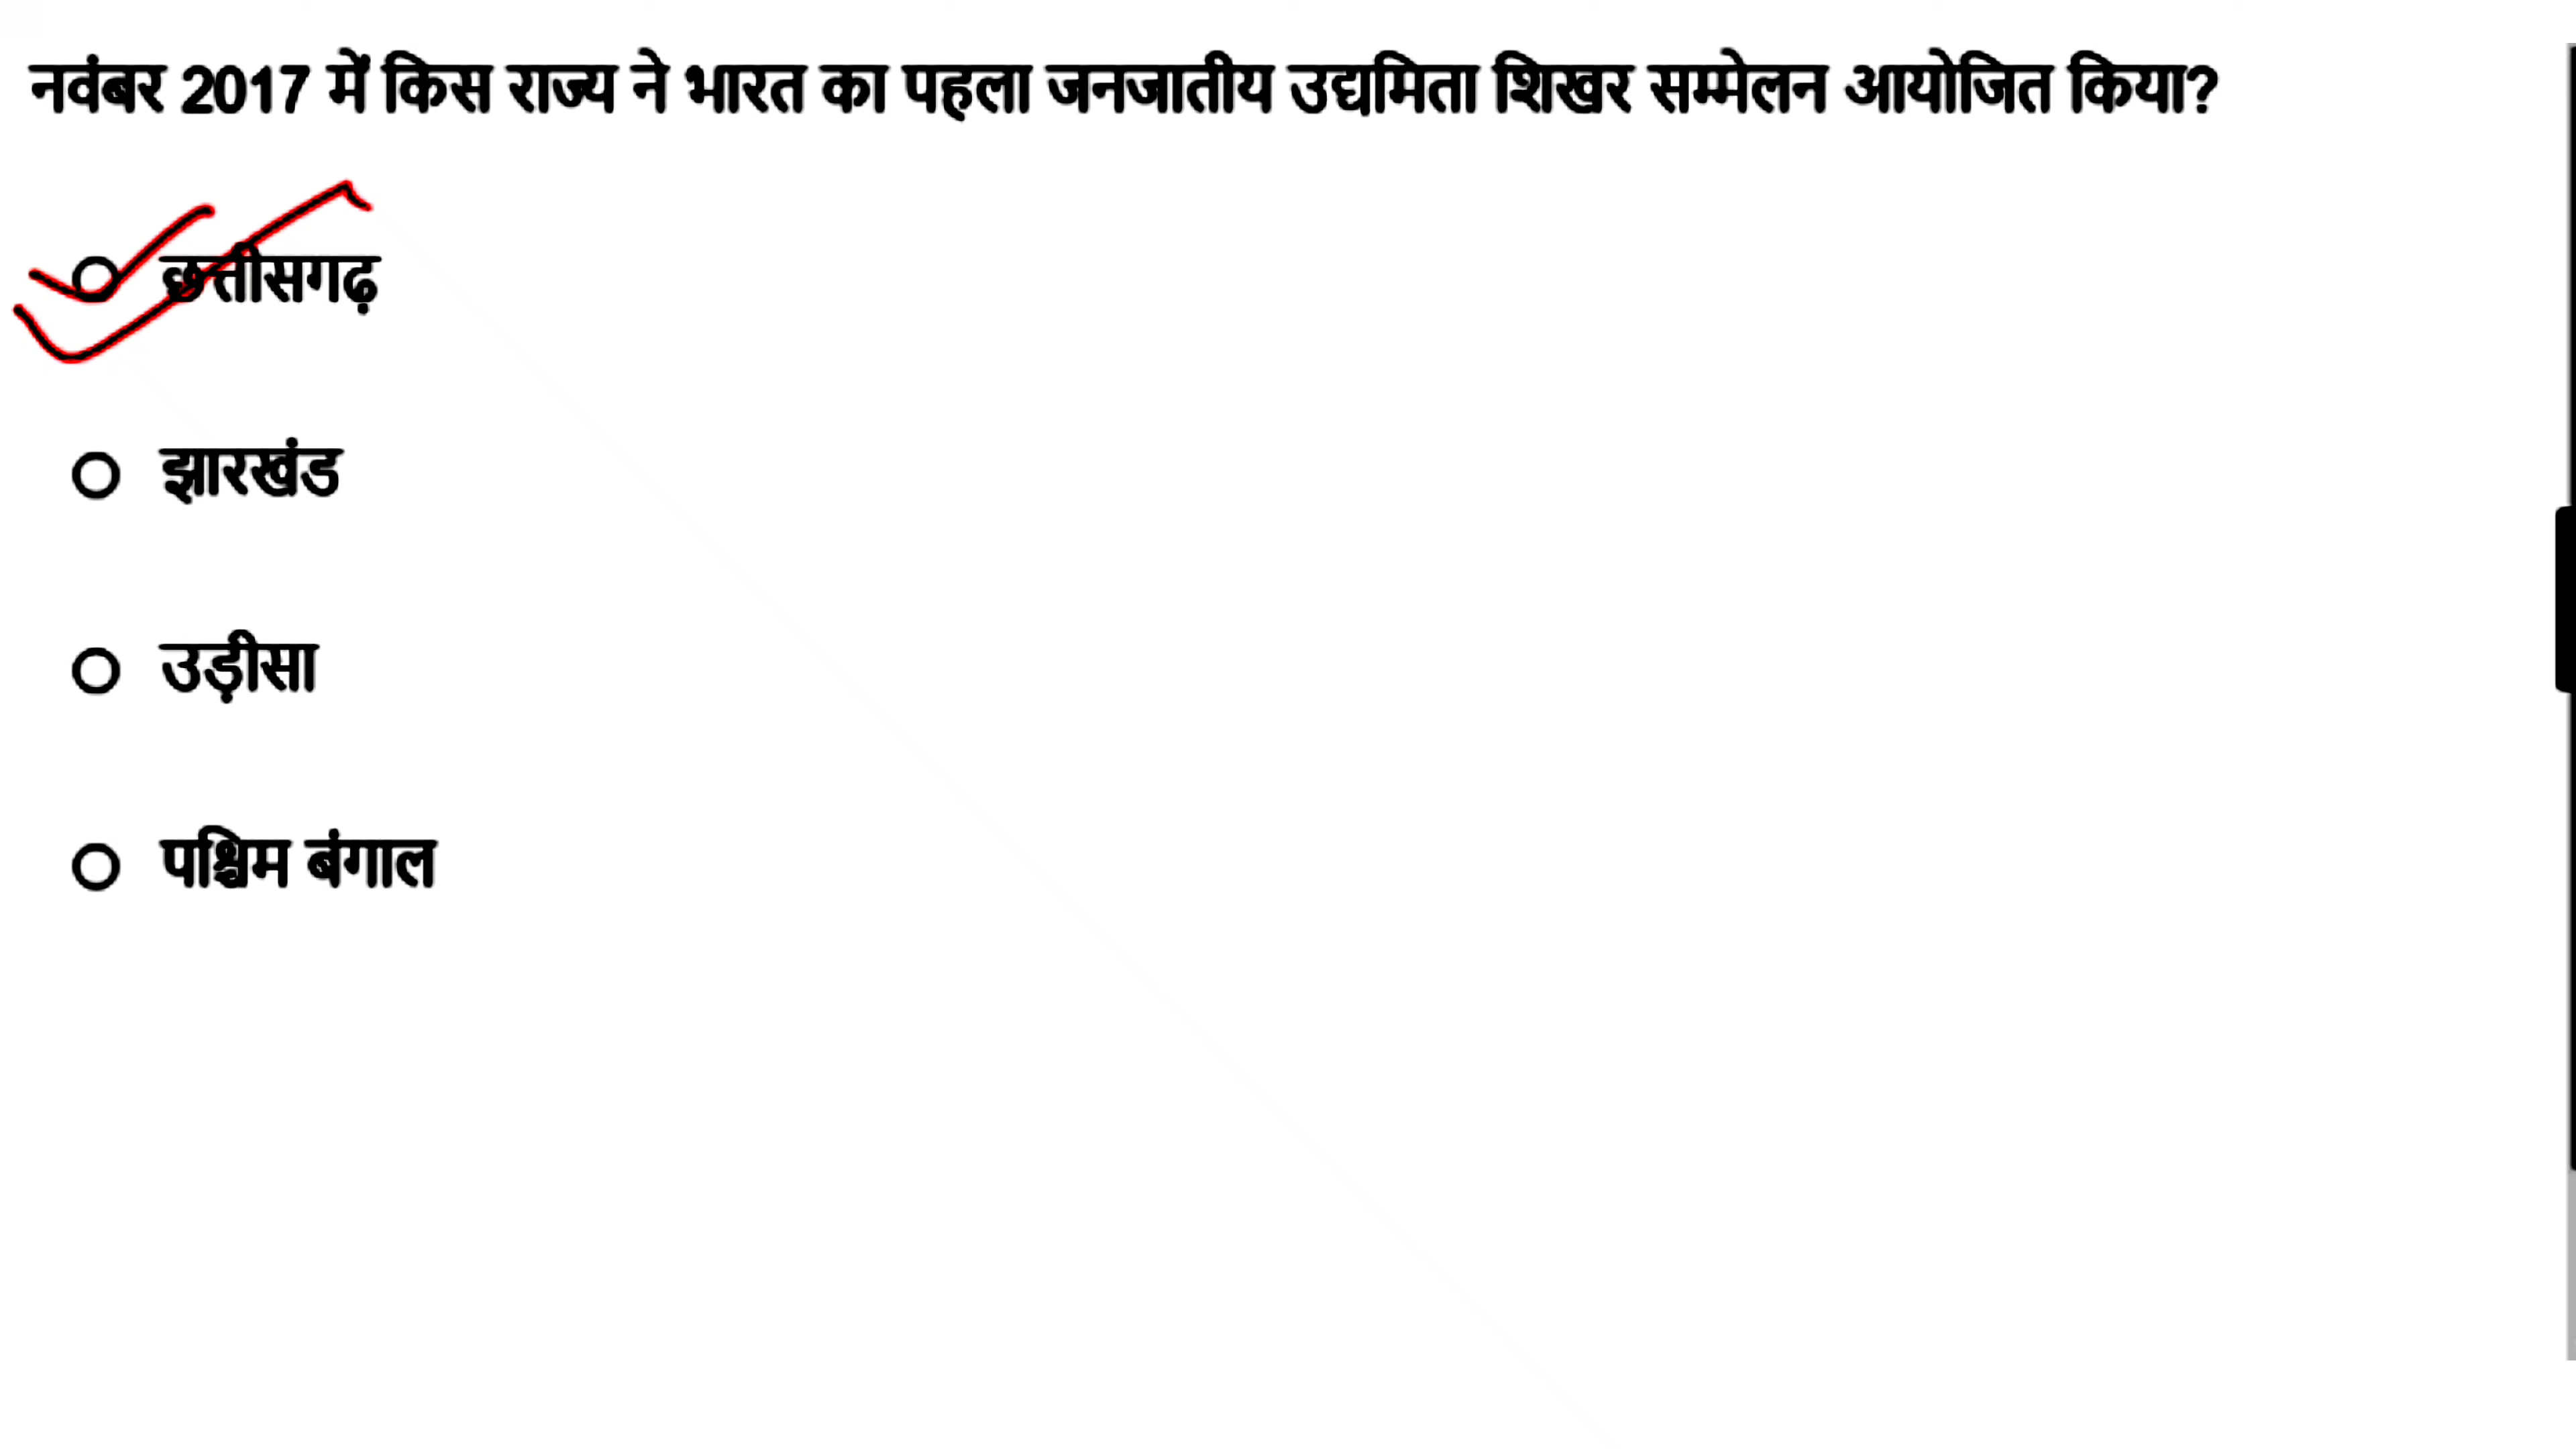 नवंबर 2017 में किस राज्य ने भारत का पहला जनजातीय उद्यमिता शिखर सम्मेलन आयोजित किया?
छत्तीसगढ़
झारखंड
उड़ीसा
पश्चिम बंगाल